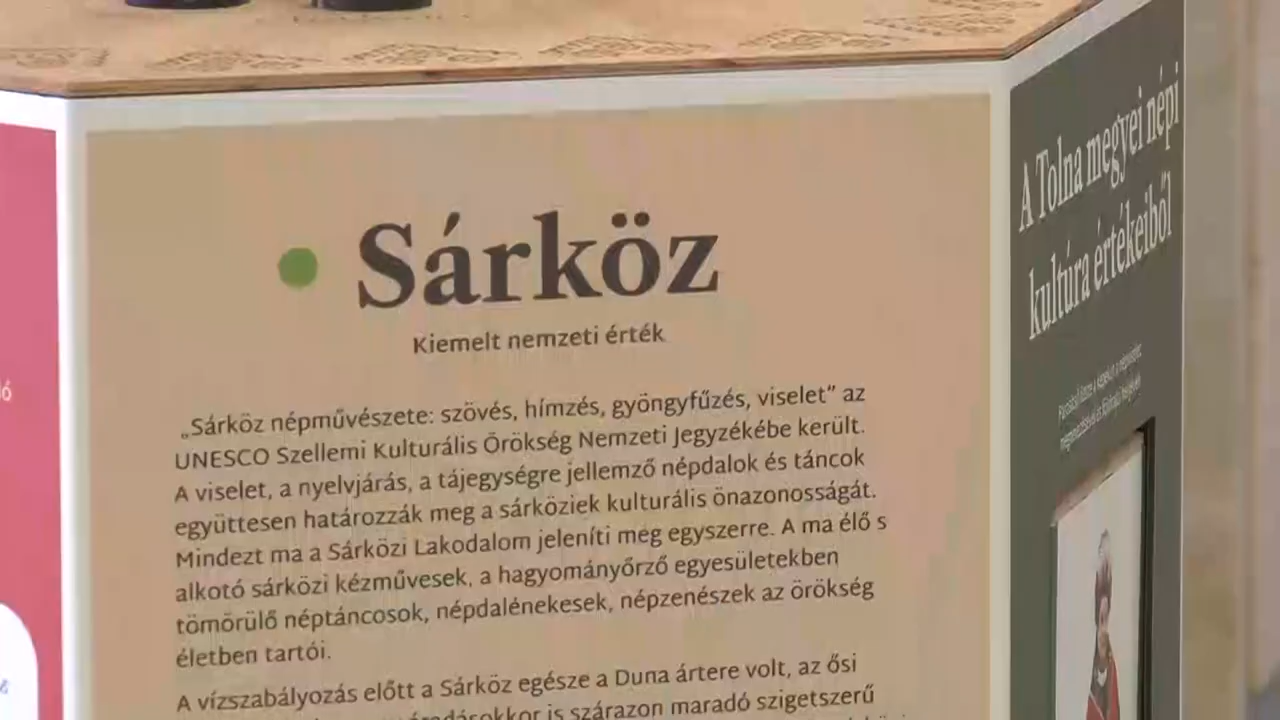 Sárköz
Kiemelt nemzeti érték
„Sárköz népművészete: szövés, hímzés, gyöngyfűzés, viselet” az
UNESCO Szellemi Kulturális Örökség Nemzeti Jegyzékébe került.
A viselet, a nyelvjárás, a tájegységre jellemző népdalok és táncok
együttesen határozzák meg a sárköziek kulturális önazonosságát.
Mindezt ma a Sárközi Lakodalom jeleníti meg egyszerre. A ma élő s
alkotó sárközi kézművesek, a hagyományőrző egyesületekben
tömörülő néptáncosok, népdalénekesek, népzenészek az örökség
életben tartói.
A vízszabályozás előtt a Sárköz egésze a Duna ártere volt, az ősi
is szárazon maradó szigetszerű
A Tolna megyei népi
kultúra értékeiből